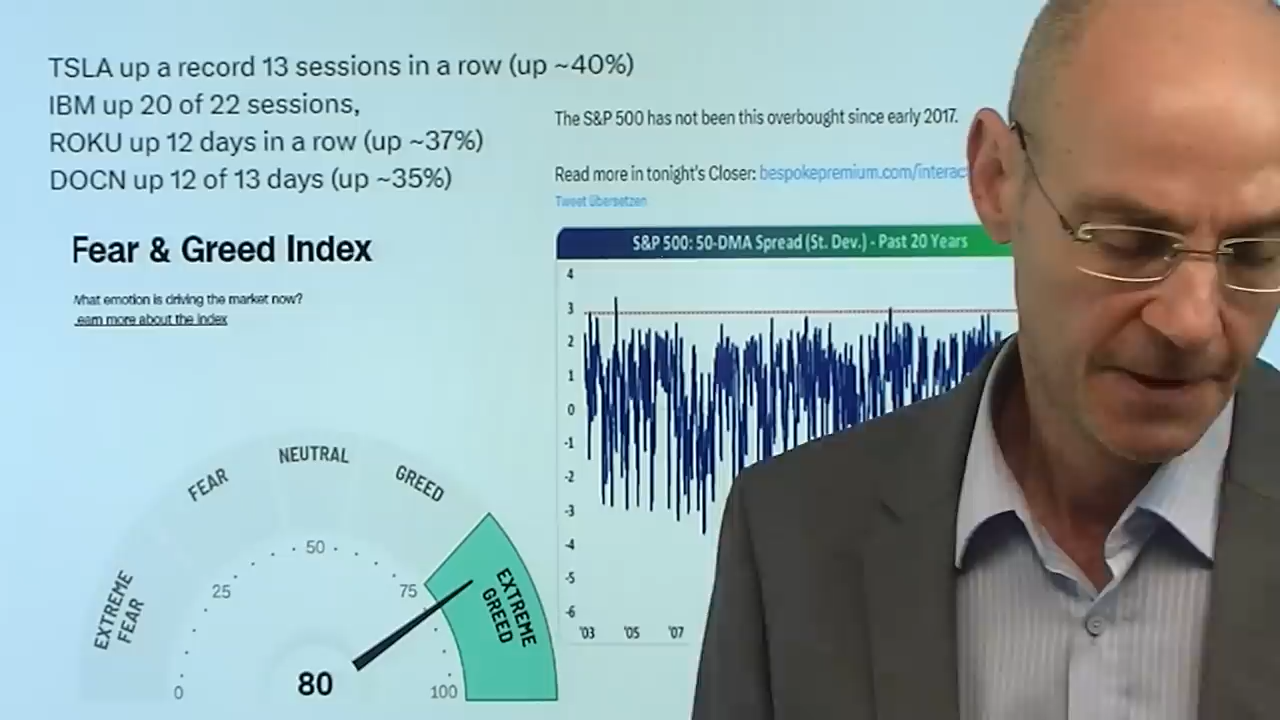 TSLA up a record 13 sessions in a row (up ~40%)
IBM up 20 of 22 sessions,
ROKU up 12 days in a row (up ~37%)
DOCN up 12 of 13 days (up ~35%)
Fear & Greed Index
What emotion is driving the market now?
earn more about the index
EXTREME FEAR
FEAR
NEUTRAL
GREED
EXTREME GREED
0
25
50
75
100
80
The S&P 500 has not been this overbought since early 2017.
Read more in tonight's Closer: bespokepremium.com/interac
Tweet übersetzen
S&P 500: 50-DMA Spread (St. Dev.) - Past 20 Years
4
3
2
1
0
-1
-2
-3
-4
-5
-6
'03 '05 '07